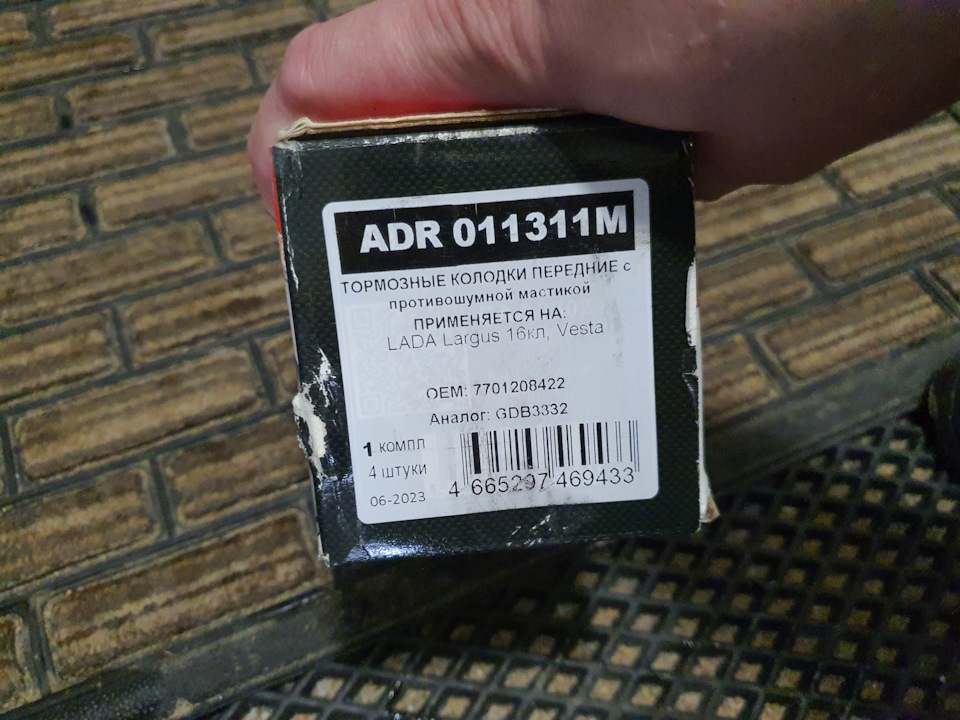 ADR 011311M
ТОРМОЗНЫЕ КОЛОДКИ ПЕРЕДНИЕ с
противошумной мастикой
ПРИМЕНЯЕТСЯ НА:
LADA Largus 16кл, Vesta
OEM: 7701208422
Аналог: GDB3332
1 компл
4 штуки
06-2023
4 665297 469433